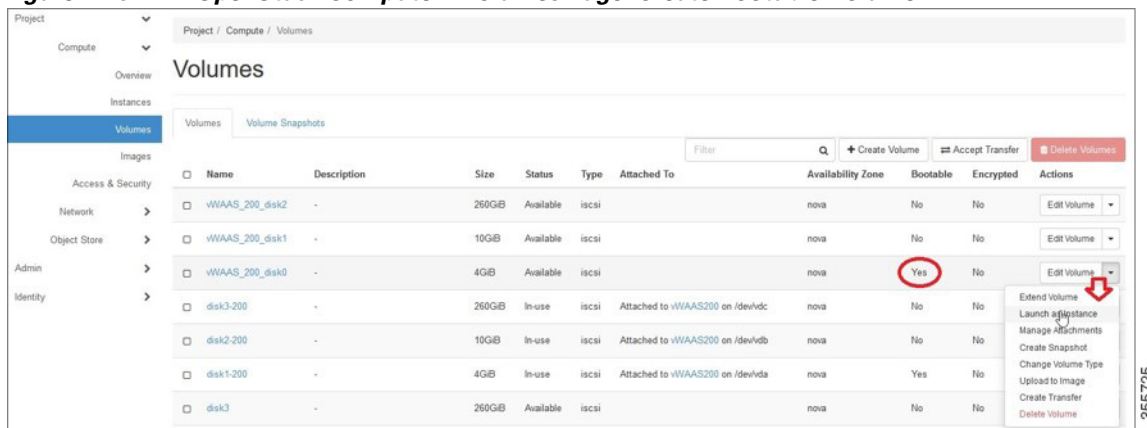 Project
Project / Compute / Volumes
Compute
Overview
Volumes
Instances
Volumes
Volumes Volume Snapshots
Images
Filter + Create Volume Accept Transfer Delete Volumes
Access & Security
Name Description Size Status Type Attached To Availability Zone Bootable Encrypted Actions
Network
vWAAS_200_disk2 - 260GiB Available iscsi nova No No Edit Volume
Object Store
vWAAS_200_disk1 - 10GiB Available iscsi nova No No Edit Volume
Admin
vWAAS_200_disk0 - 4GiB Available iscsi nova Yes No Edit Volume
Identity
disk3-200 - 260GiB In-use iscsi Attached to vWAAS200 on /dev/vdc nova No No
disk2-200 - 10GiB In-use iscsi Attached to vWAAS200 on /dev/vdb nova No No
disk1-200 - 4GiB In-use iscsi Attached to vWAAS200 on /dev/vda nova Yes No
disk3 - 260GiB Available iscsi nova No No
Extend Volume
Launch as Instance
Manage Attachments
Create Snapshot
Change Volume Type
Upload to Image
Create Transfer
Delete Volume